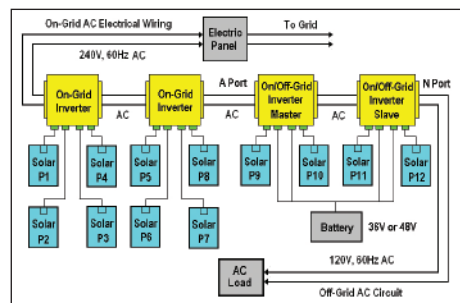 On-Grid AC Electrical Wiring
Electric
Panel
To Grid
240V, 60Hz AC
A Port
N Port
On-Grid
Inverter
AC
On-Grid
Inverter
AC
On/Off-Grid
Inverter
Master
AC
On/Off-Grid
Inverter
Slave
Solar
P1
Solar
P4
Solar
P5
Solar
P8
Solar
P9
Solar
P10
Solar
P11
Solar
P12
Solar
P2
Solar
P3
Solar
P6
Solar
P7
Battery
36V or 48V
120V, 60Hz AC
AC
Load
Off-Grid AC Circuit